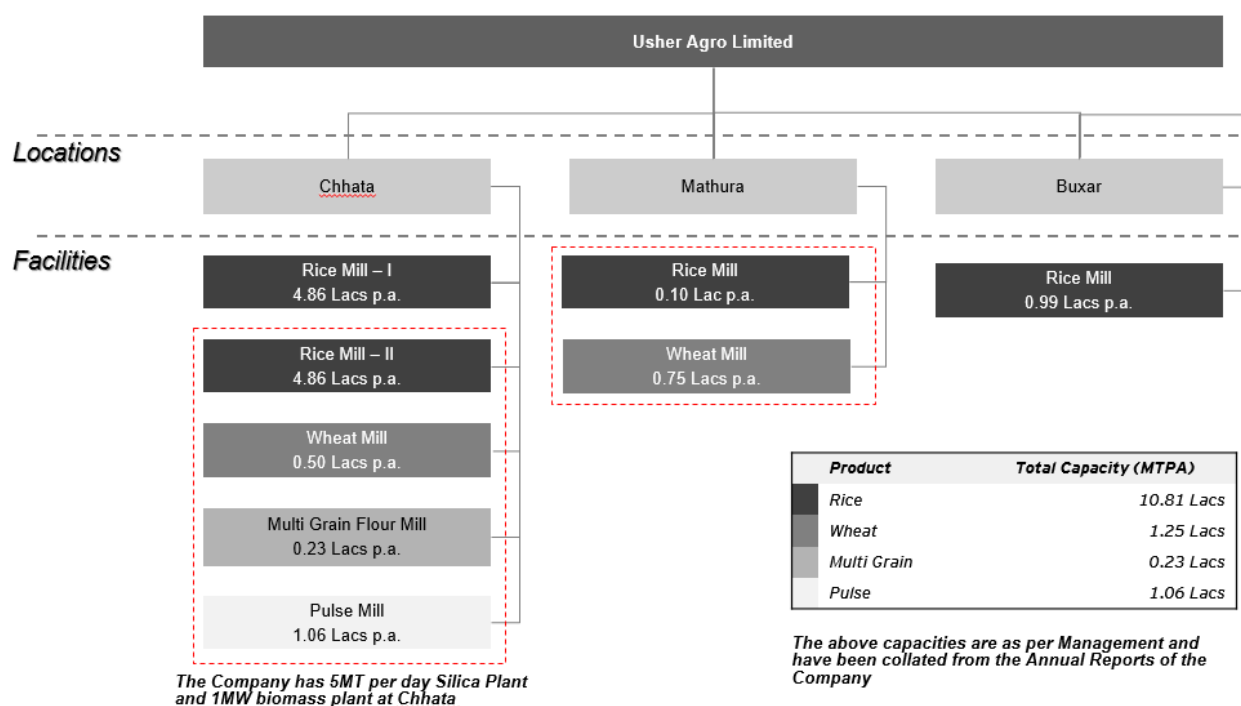 Usher Agro Limited
Locations
Chhata
Mathura
Buxar
Facilities
Rice Mill – I
4.86 Lacs p.a.
Rice Mill – II
4.86 Lacs p.a.
Wheat Mill
0.50 Lacs p.a.
Multi Grain Flour Mill
0.23 Lacs p.a.
Pulse Mill
1.06 Lacs p.a.
The Company has 5MT per day Silica Plant
and 1MW biomass plant at Chhata
Rice Mill
0.10 Lac p.a.
Wheat Mill
0.75 Lacs p.a.
Rice Mill
0.99 Lacs p.a.
Product Total Capacity (MTPA)
Rice 10.81 Lacs
Wheat 1.25 Lacs
Multi Grain 0.23 Lacs
Pulse 1.06 Lacs
The above capacities are as per Management and
have been collated from the Annual Reports of the
Company